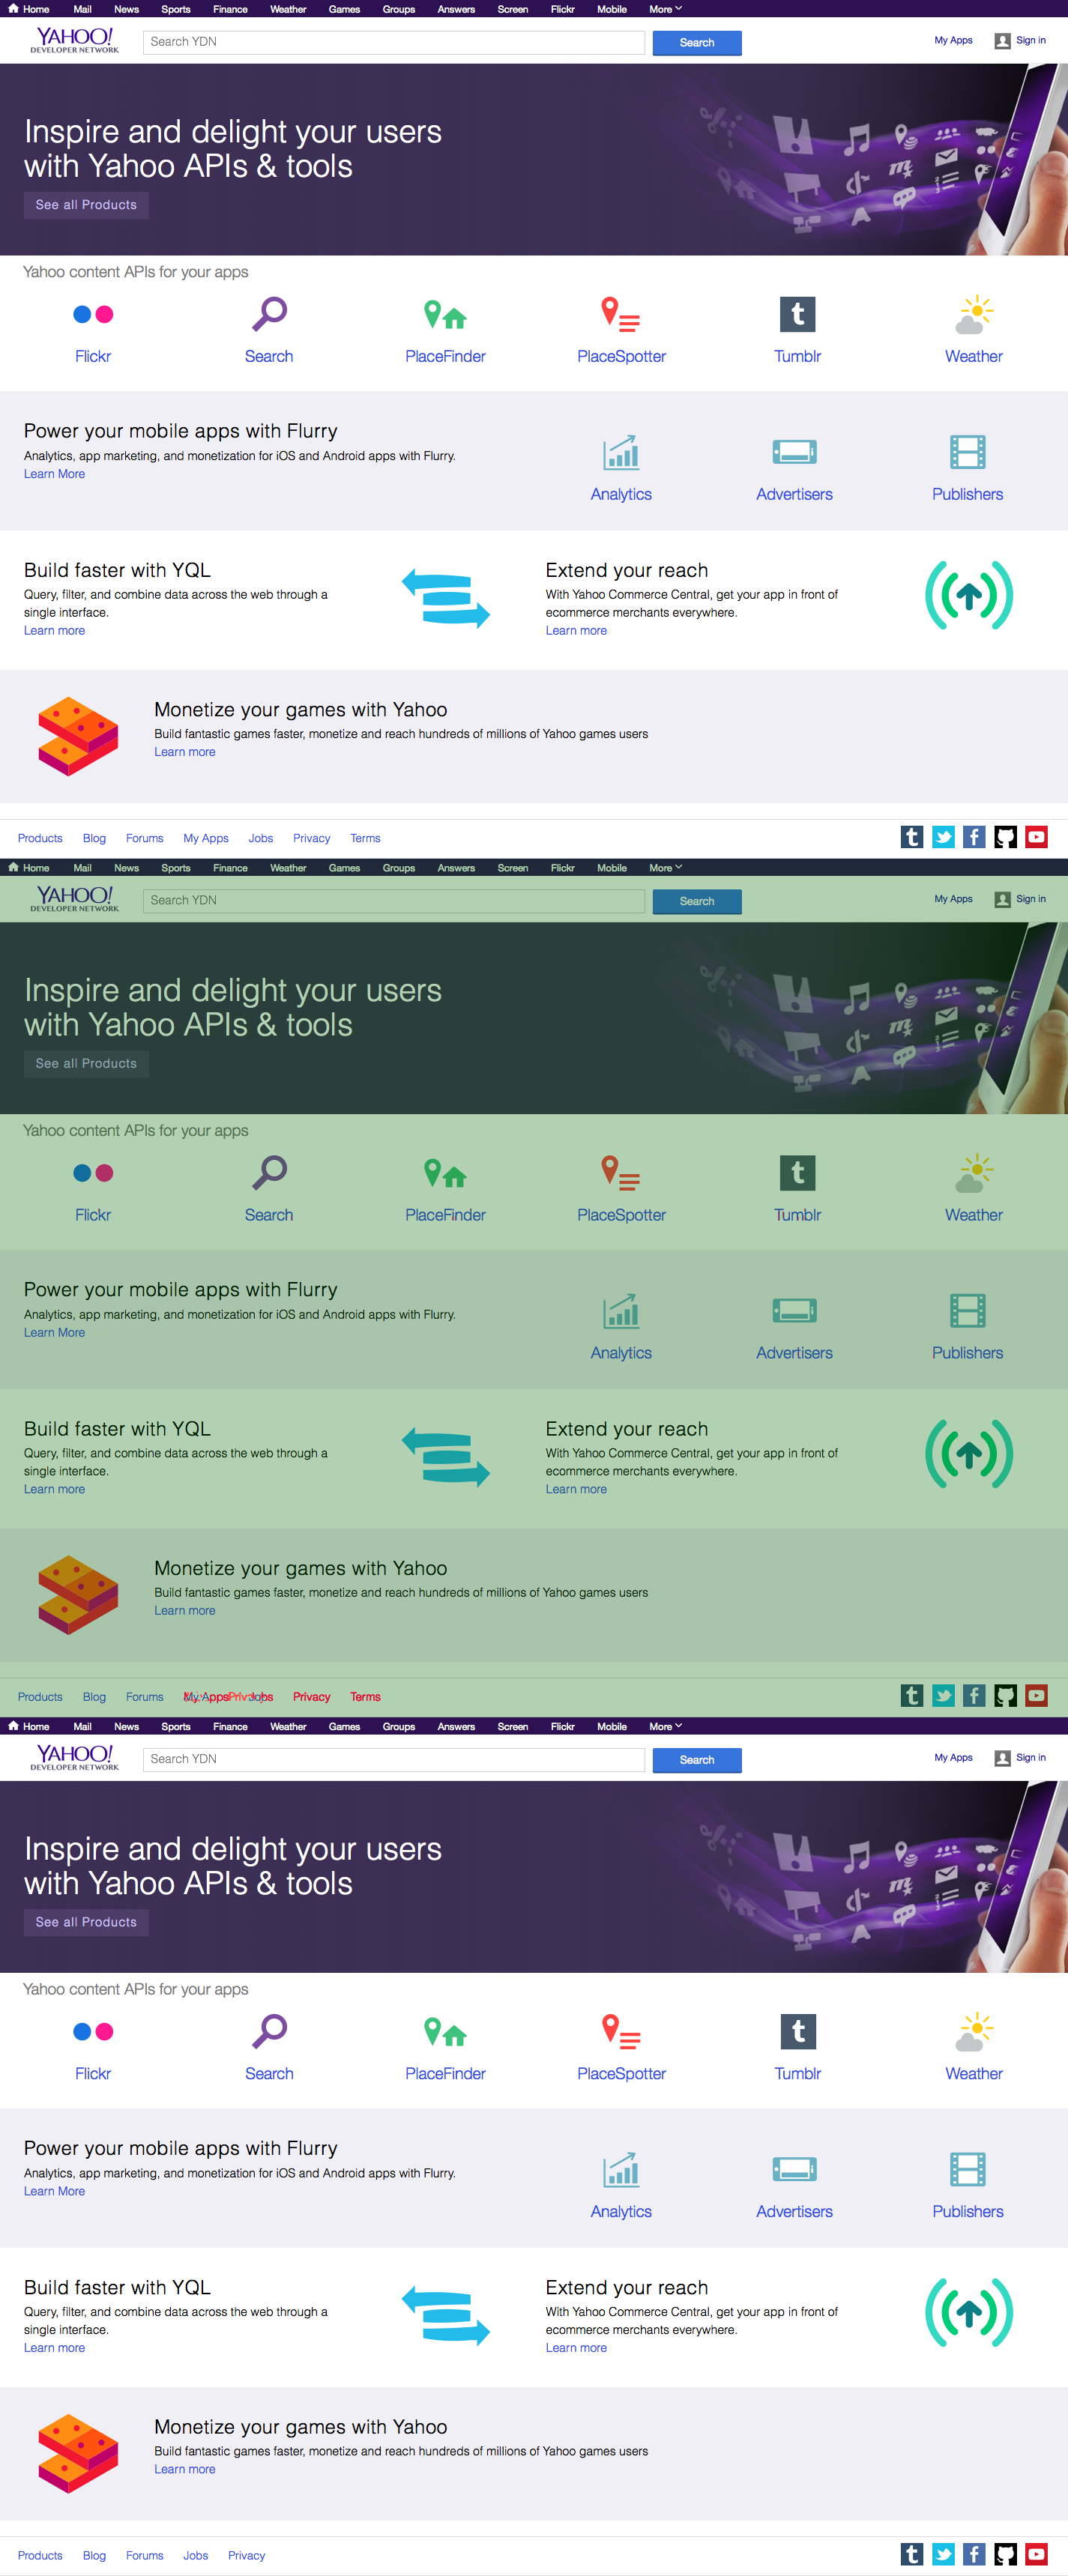 Home Mail News Sports Finance Weather Games Groups Answers Screen Flickr Mobile More
YAHOO!
DEVELOPER NETWORK
Search YDN
Search
My Apps
Sign in
Inspire and delight your users
with Yahoo APIs & tools
See all Products
Yahoo content APIs for your apps
Flickr Search PlaceFinder PlaceSpotter Tumblr Weather
Power your mobile apps with Flurry
Analytics, app marketing, and monetization for iOS and Android apps with Flurry.
Learn More
Analytics Advertisers Publishers
Build faster with YQL
Query, filter, and combine data across the web through a
single interface.
Learn more
Extend your reach
With Yahoo Commerce Central, get your app in front of
ecommerce merchants everywhere.
Learn more
Monetize your games with Yahoo
Build fantastic games faster, monetize and reach hundreds of millions of Yahoo games users
Learn more
Products Blog Forums My Apps Jobs Privacy Terms
Home Mail News Sports Finance Weather Games Groups Answers Screen Flickr Mobile More
YAHOO!
DEVELOPER NETWORK
Search YDN
Search
My Apps
Sign in
Inspire and delight your users
with Yahoo APIs & tools
See all Products
Yahoo content APIs for your apps
Flickr Search PlaceFinder PlaceSpotter Tumblr Weather
Power your mobile apps with Flurry
Analytics, app marketing, and monetization for iOS and Android apps with Flurry.
Learn More
Analytics Advertisers Publishers
Build faster with YQL
Query, filter, and combine data across the web through a
single interface.
Learn more
Extend your reach
With Yahoo Commerce Central, get your app in front of
ecommerce merchants everywhere.
Learn more
Monetize your games with Yahoo
Build fantastic games faster, monetize and reach hundreds of millions of Yahoo games users
Learn more
Products Blog Forums My Apps Jobs Privacy Terms
Home Mail News Sports Finance Weather Games Groups Answers Screen Flickr Mobile More
YAHOO!
DEVELOPER NETWORK
Search YDN
Search
My Apps
Sign in
Inspire and delight your users
with Yahoo APIs & tools
See all Products
Yahoo content APIs for your apps
Flickr Search PlaceFinder PlaceSpotter Tumblr Weather
Power your mobile apps with Flurry
Analytics, app marketing, and monetization for iOS and Android apps with Flurry.
Learn More
Analytics Advertisers Publishers
Build faster with YQL
Query, filter, and combine data across the web through a
single interface.
Learn more
Extend your reach
With Yahoo Commerce Central, get your app in front of
ecommerce merchants everywhere.
Learn more
Monetize your games with Yahoo
Build fantastic games faster, monetize and reach hundreds of millions of Yahoo games users
Learn more
Products Blog Forums Jobs Privacy